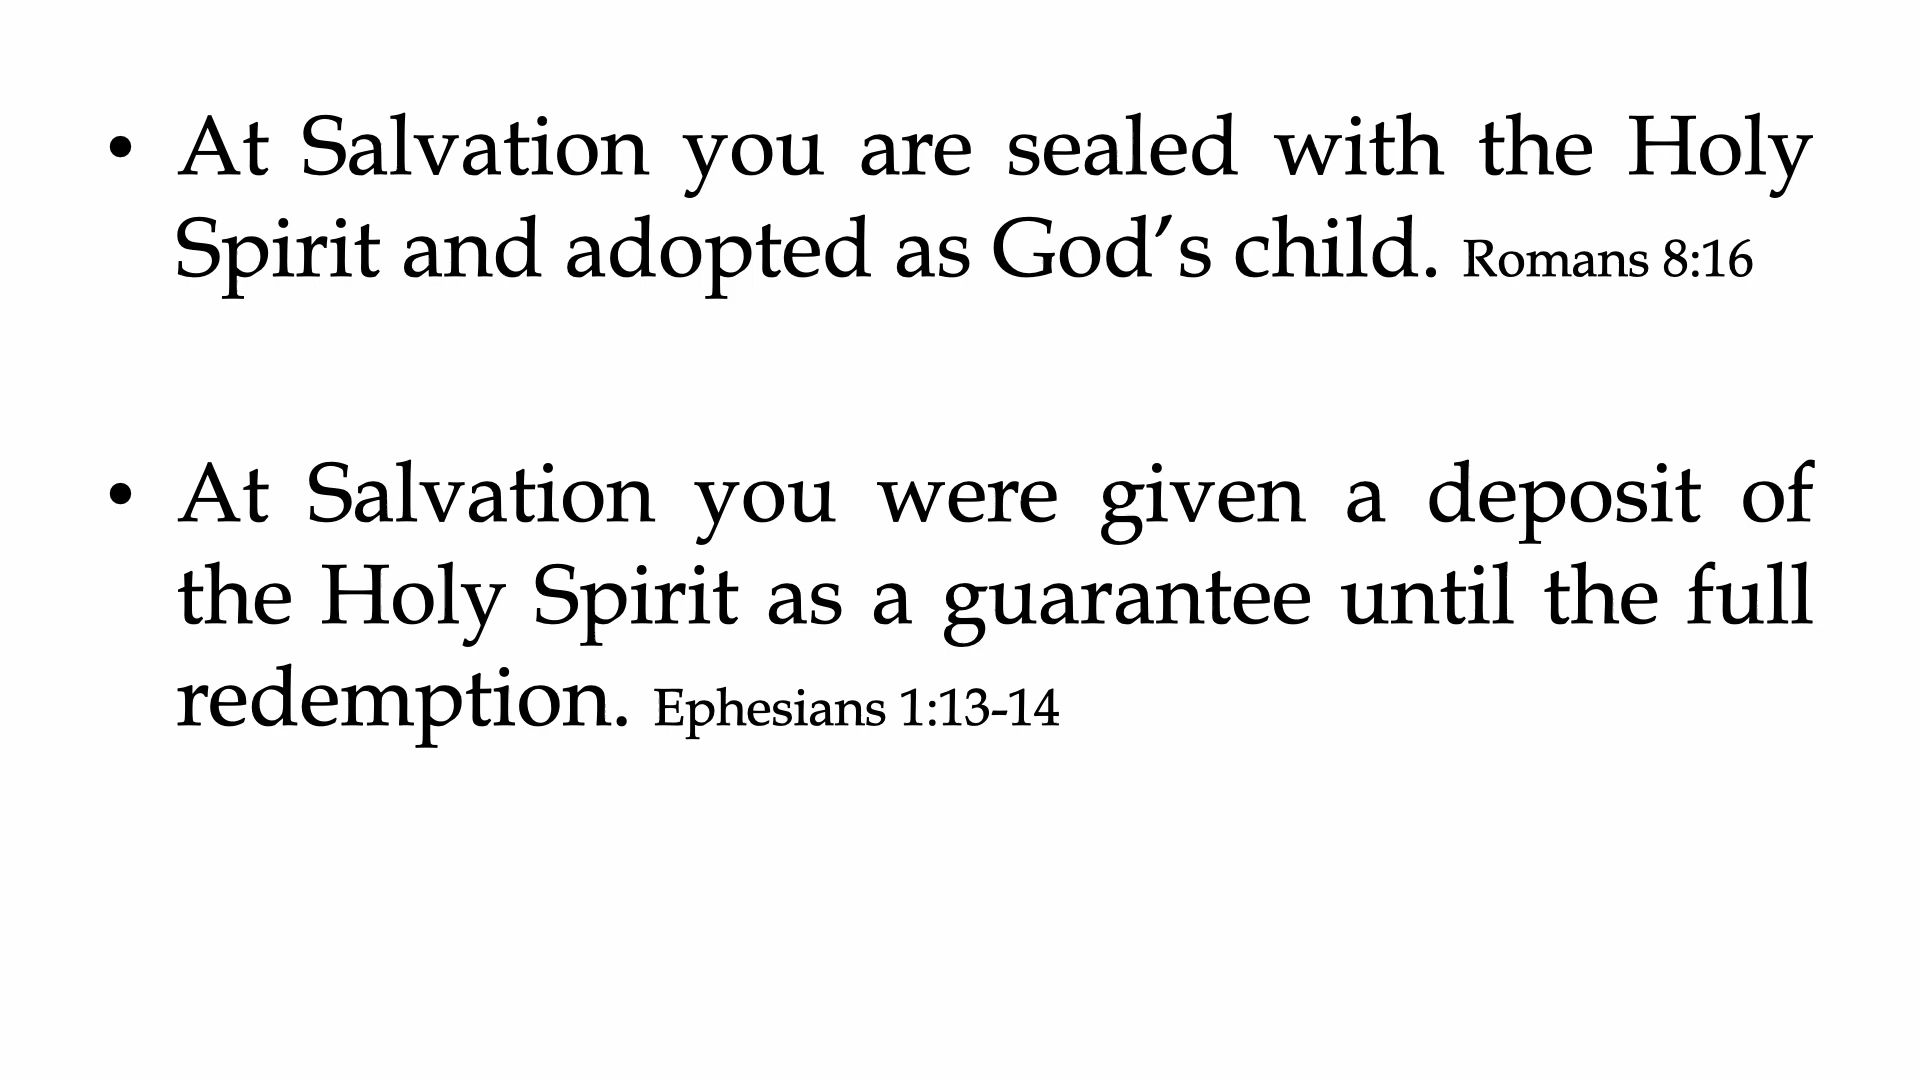 • At Salvation you are sealed with the Holy
Spirit and adopted as God’s child. Romans 8:16
• At Salvation you were given a deposit of
the Holy Spirit as a guarantee until the full
redemption. Ephesians 1:13-14